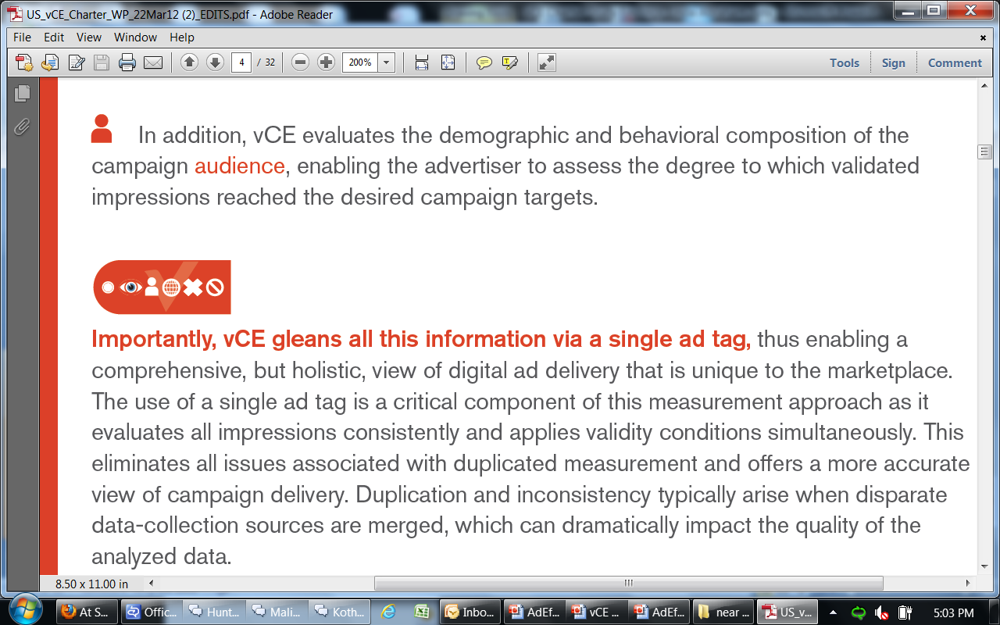 US_vCE_Charter_WP_22Mar12 (2)_EDITS.pdf - Adobe Reader
File Edit View Window Help
4 / 32 200% Tools Sign Comment
In addition, vCE evaluates the demographic and behavioral composition of the
campaign audience, enabling the advertiser to assess the degree to which validated
impressions reached the desired campaign targets.
Importantly, vCE gleans all this information via a single ad tag, thus enabling a
comprehensive, but holistic, view of digital ad delivery that is unique to the marketplace.
The use of a single ad tag is a critical component of this measurement approach as it
evaluates all impressions consistently and applies validity conditions simultaneously. This
eliminates all issues associated with duplicated measurement and offers a more accurate
view of campaign delivery. Duplication and inconsistency typically arise when disparate
data-collection sources are merged, which can dramatically impact the quality of the
analyzed data.
8.50 x 11.00 in
At S... Offic... Hunt... Mali... Koth... Inbo... AdEf... vCE ... AdEf... near ... US_v... 5:03 PM